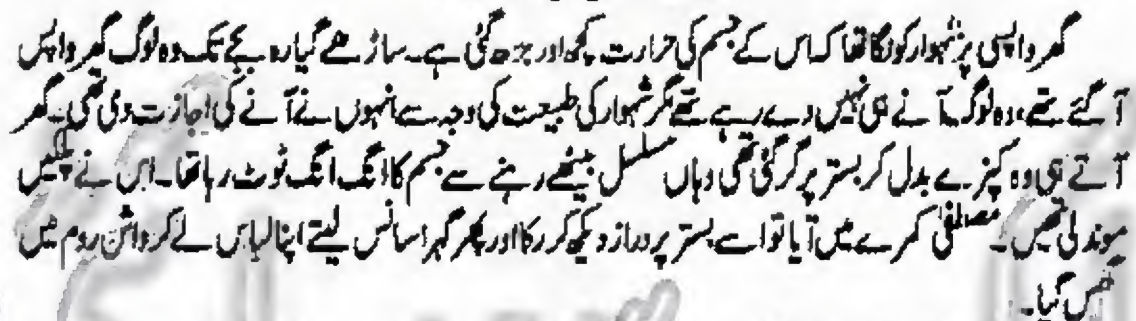 گھر واپسی پر شہوار کو لگا تھا کہ اس کے جسم کی حرارت کچھ اور بڑھ گئی ہے۔ ساڑھے گیارہ بجے تک وہ لوگ گھر واپس
آ گئے تھے، وہ لوگ آنے ہی نہیں دے رہے تھے مگر شہوار کی طبیعت کی وجہ سے انہوں نے آنے کی اجازت دی تھی۔ گھر
آتے ہی وہ کپڑے بدل کر بستر پر گر گئی تھی وہاں مسلسل بیٹھے رہنے سے جسم کا انگ انگ ٹوٹ رہا تھا۔ اس نے پلکیں
موند لی تھیں۔ مصطفیٰ کمرے میں آیا تو اسے بستر پر دراز دیکھ کر رکا اور پھر گہرا سانس لیتے اپنا لباس لے کر واش روم میں
گھس گیا۔